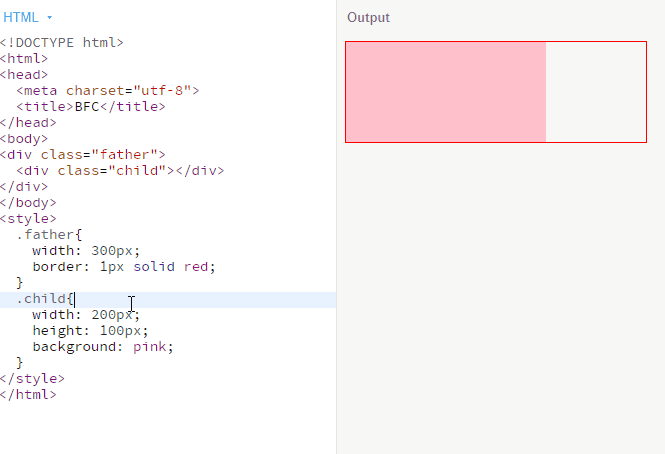 HTML
Output
<!DOCTYPE html>
<html>
<head>
  <meta charset="utf-8">
  <title>BFC</title>
</head>
<body>
<div class="father">
  <div class="child"></div>
</div>
</body>
<style>
  .father{
    width: 300px;
    border: 1px solid red;
  }
  .child{
    width: 200px;
    height: 100px;
    background: pink;
  }
</style>
</html>